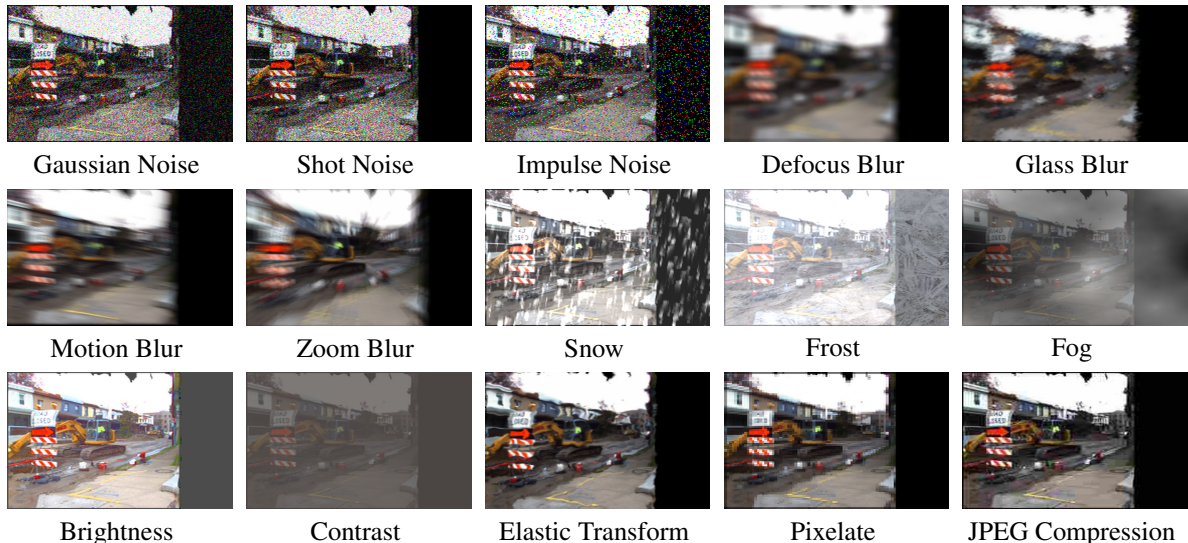 Gaussian Noise
Shot Noise
Impulse Noise
Defocus Blur
Glass Blur
Motion Blur
Zoom Blur
Snow
Frost
Fog
Brightness
Contrast
Elastic Transform
Pixelate
JPEG Compression